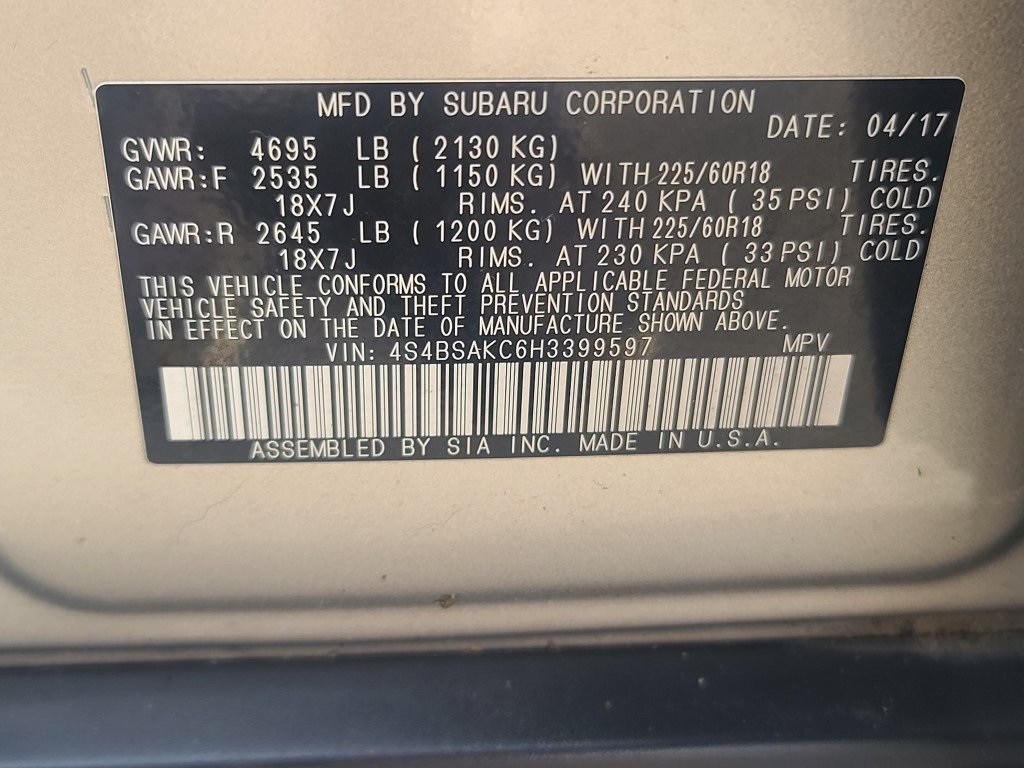 MFD BY SUBARU CORPORATION
DATE: 04/17
GVWR: 4695 LB ( 2130 KG)
GAWR:F 2535 LB ( 1150 KG) WITH 225/60R18 TIRES.
18X7J RIMS. AT 240 KPA ( 35 PSI) COLD
GAWR:R 2645 LB ( 1200 KG) WITH 225/60R18 TIRES.
18X7J RIMS. AT 230 KPA ( 33 PSI) COLD
THIS VEHICLE CONFORMS TO ALL APPLICABLE FEDERAL MOTOR
VEHICLE SAFETY AND THEFT PREVENTION STANDARDS
IN EFFECT ON THE DATE OF MANUFACTURE SHOWN ABOVE.
VIN: 4S4BSAKC6H3399597 MPV
ASSEMBLED BY SIA INC. MADE IN U.S.A.